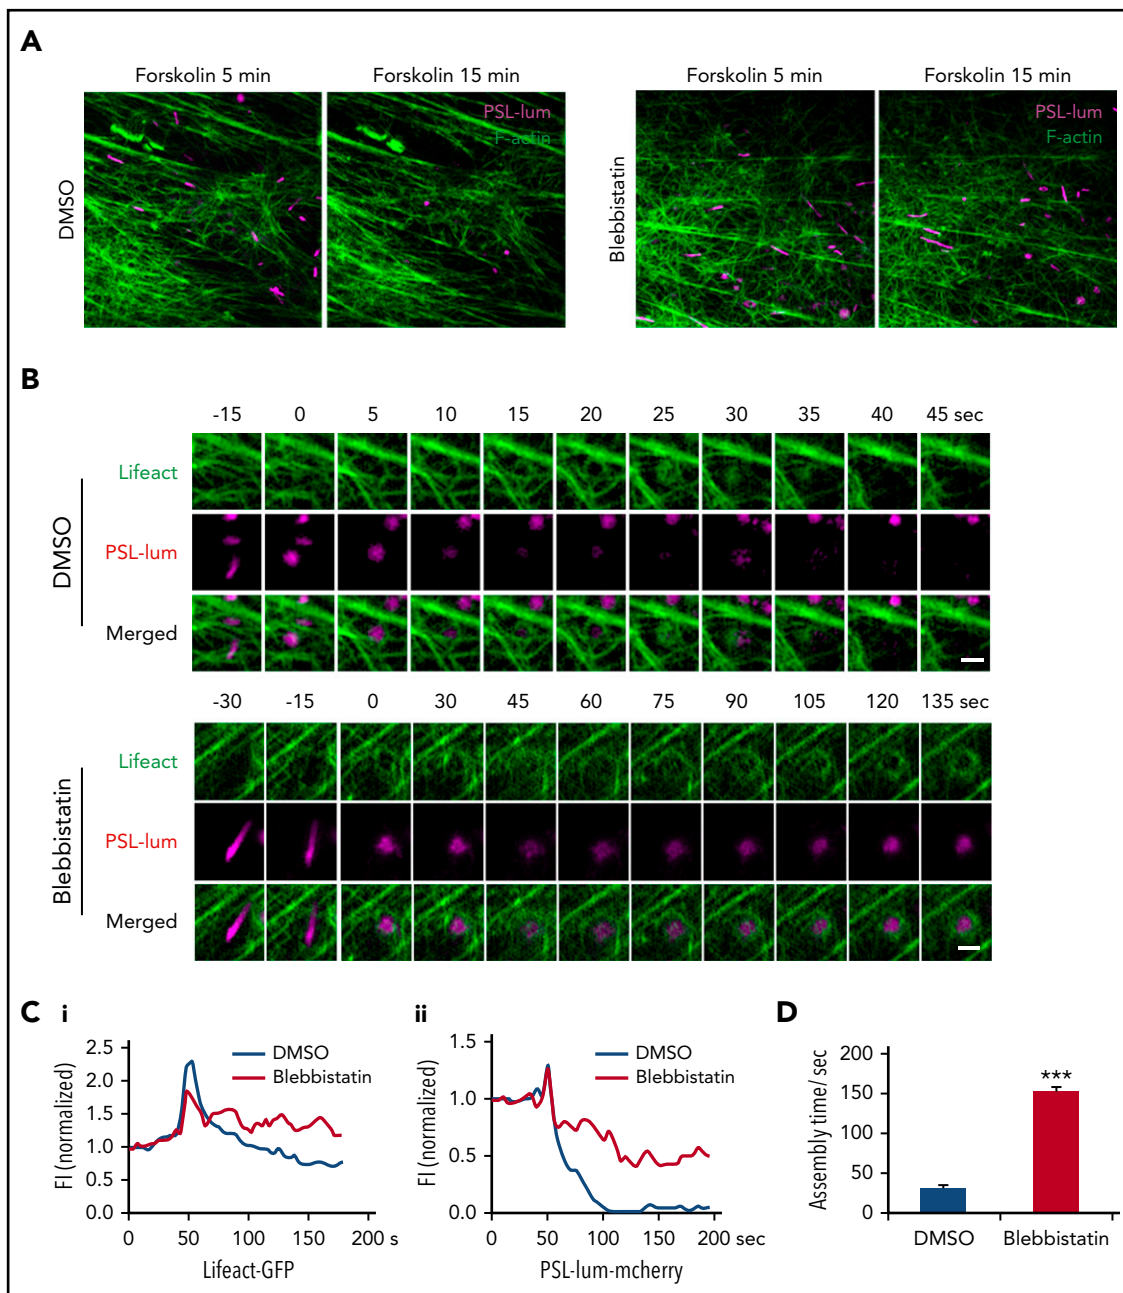 A
Forskolin 5 min Forskolin 15 min Forskolin 5 min Forskolin 15 min
PSL-lum PSL-lum
F-actin F-actin
DMSO
Blebbistatin
B
-15 0 5 10 15 20 25 30 35 40 45 sec
Lifeact
PSL-lum
Merged
DMSO
-30 -15 0 30 45 60 75 90 105 120 135 sec
Lifeact
PSL-lum
Merged
Blebbistatin
C i
2.5
2.0
1.5
1.0
0.5
0.0
FI (normalized)
DMSO
Blebbistatin
0 50 100 150 200 s
Lifeact-GFP
ii
1.5
1.0
0.5
0.0
FI (normalized)
DMSO
Blebbistatin
0 50 100 150 200 sec
PSL-lum-mcherry
D
200
150
100
50
0
Assembly time/ sec
***
DMSO Blebbistatin